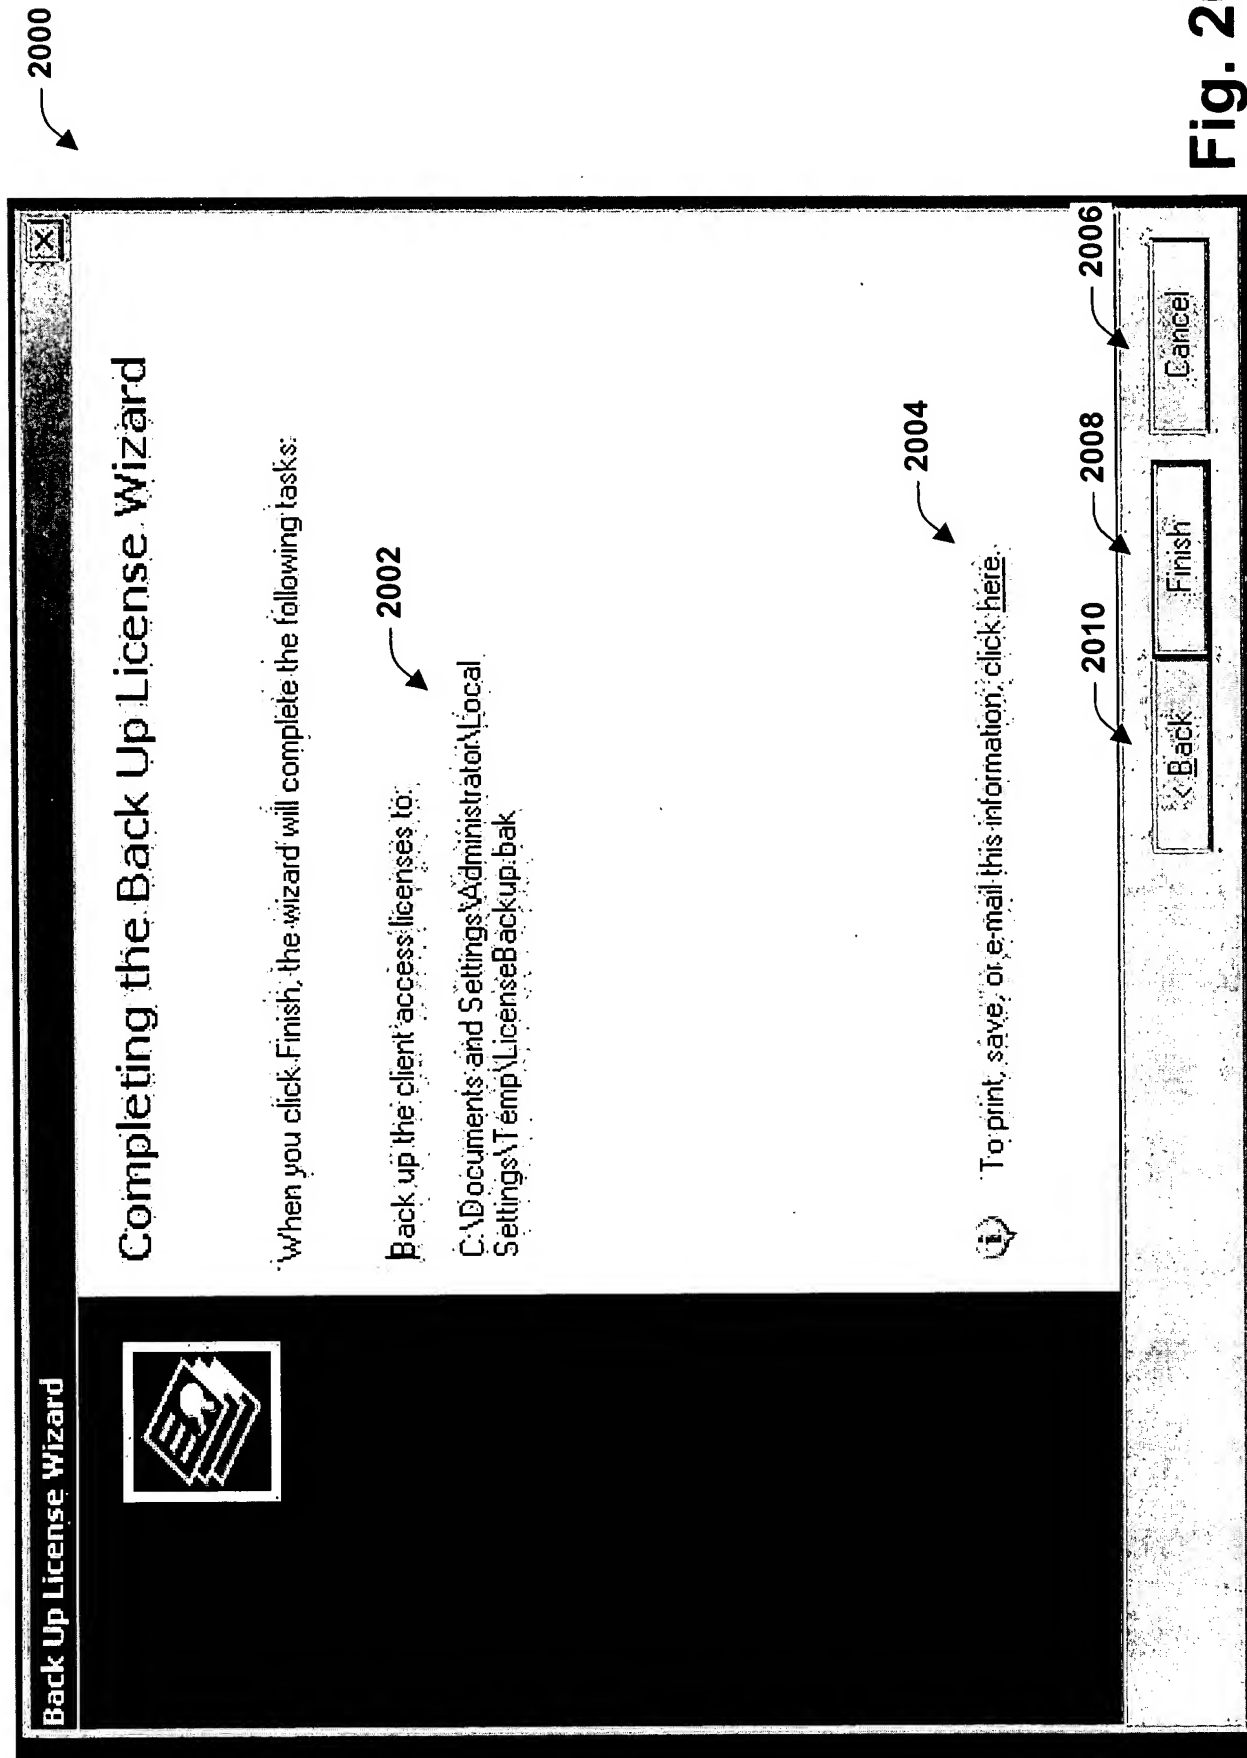 2000
Back Up License Wizard
Completing the Back Up License Wizard
When you click Finish, the wizard will complete the following tasks:
Back up the client access licenses to:
2002
C:\Documents and Settings\Administrator\Local
Settings\Temp\LicenseBackup.bak
2004
To print, save, or e-mail this information, click here.
2010
2008
2006
< Back
Finish
Cancel
Fig. 2